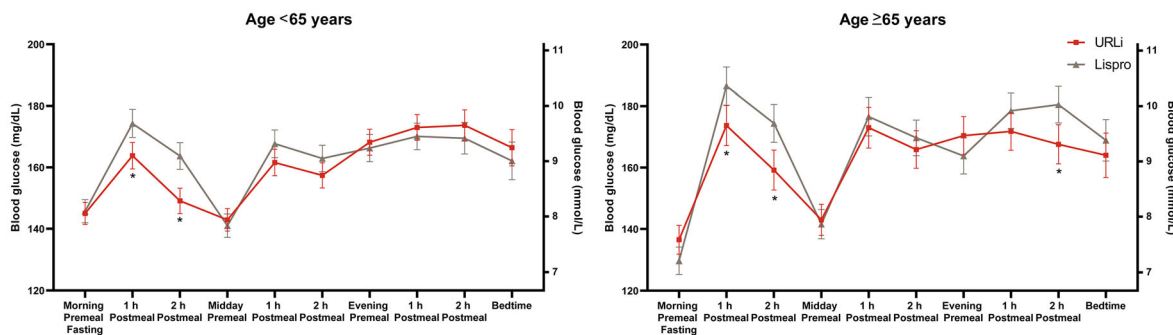 Age <65 years
Blood glucose (mg/dL)
200
180
160
140
120
Blood glucose (mmol/L)
11
10
9
8
7
*
*
Morning Premeal Fasting
1 h Postmeal
2 h Postmeal
Midday Premeal
1 h Postmeal
2 h Postmeal
Evening Premeal
1 h Postmeal
2 h Postmeal
Bedtime
Age ≥65 years
URLi
Lispro
Blood glucose (mg/dL)
200
180
160
140
120
Blood glucose (mmol/L)
11
10
9
8
7
*
*
*
Morning Premeal Fasting
1 h Postmeal
2 h Postmeal
Midday Premeal
1 h Postmeal
2 h Postmeal
Evening Premeal
1 h Postmeal
2 h Postmeal
Bedtime